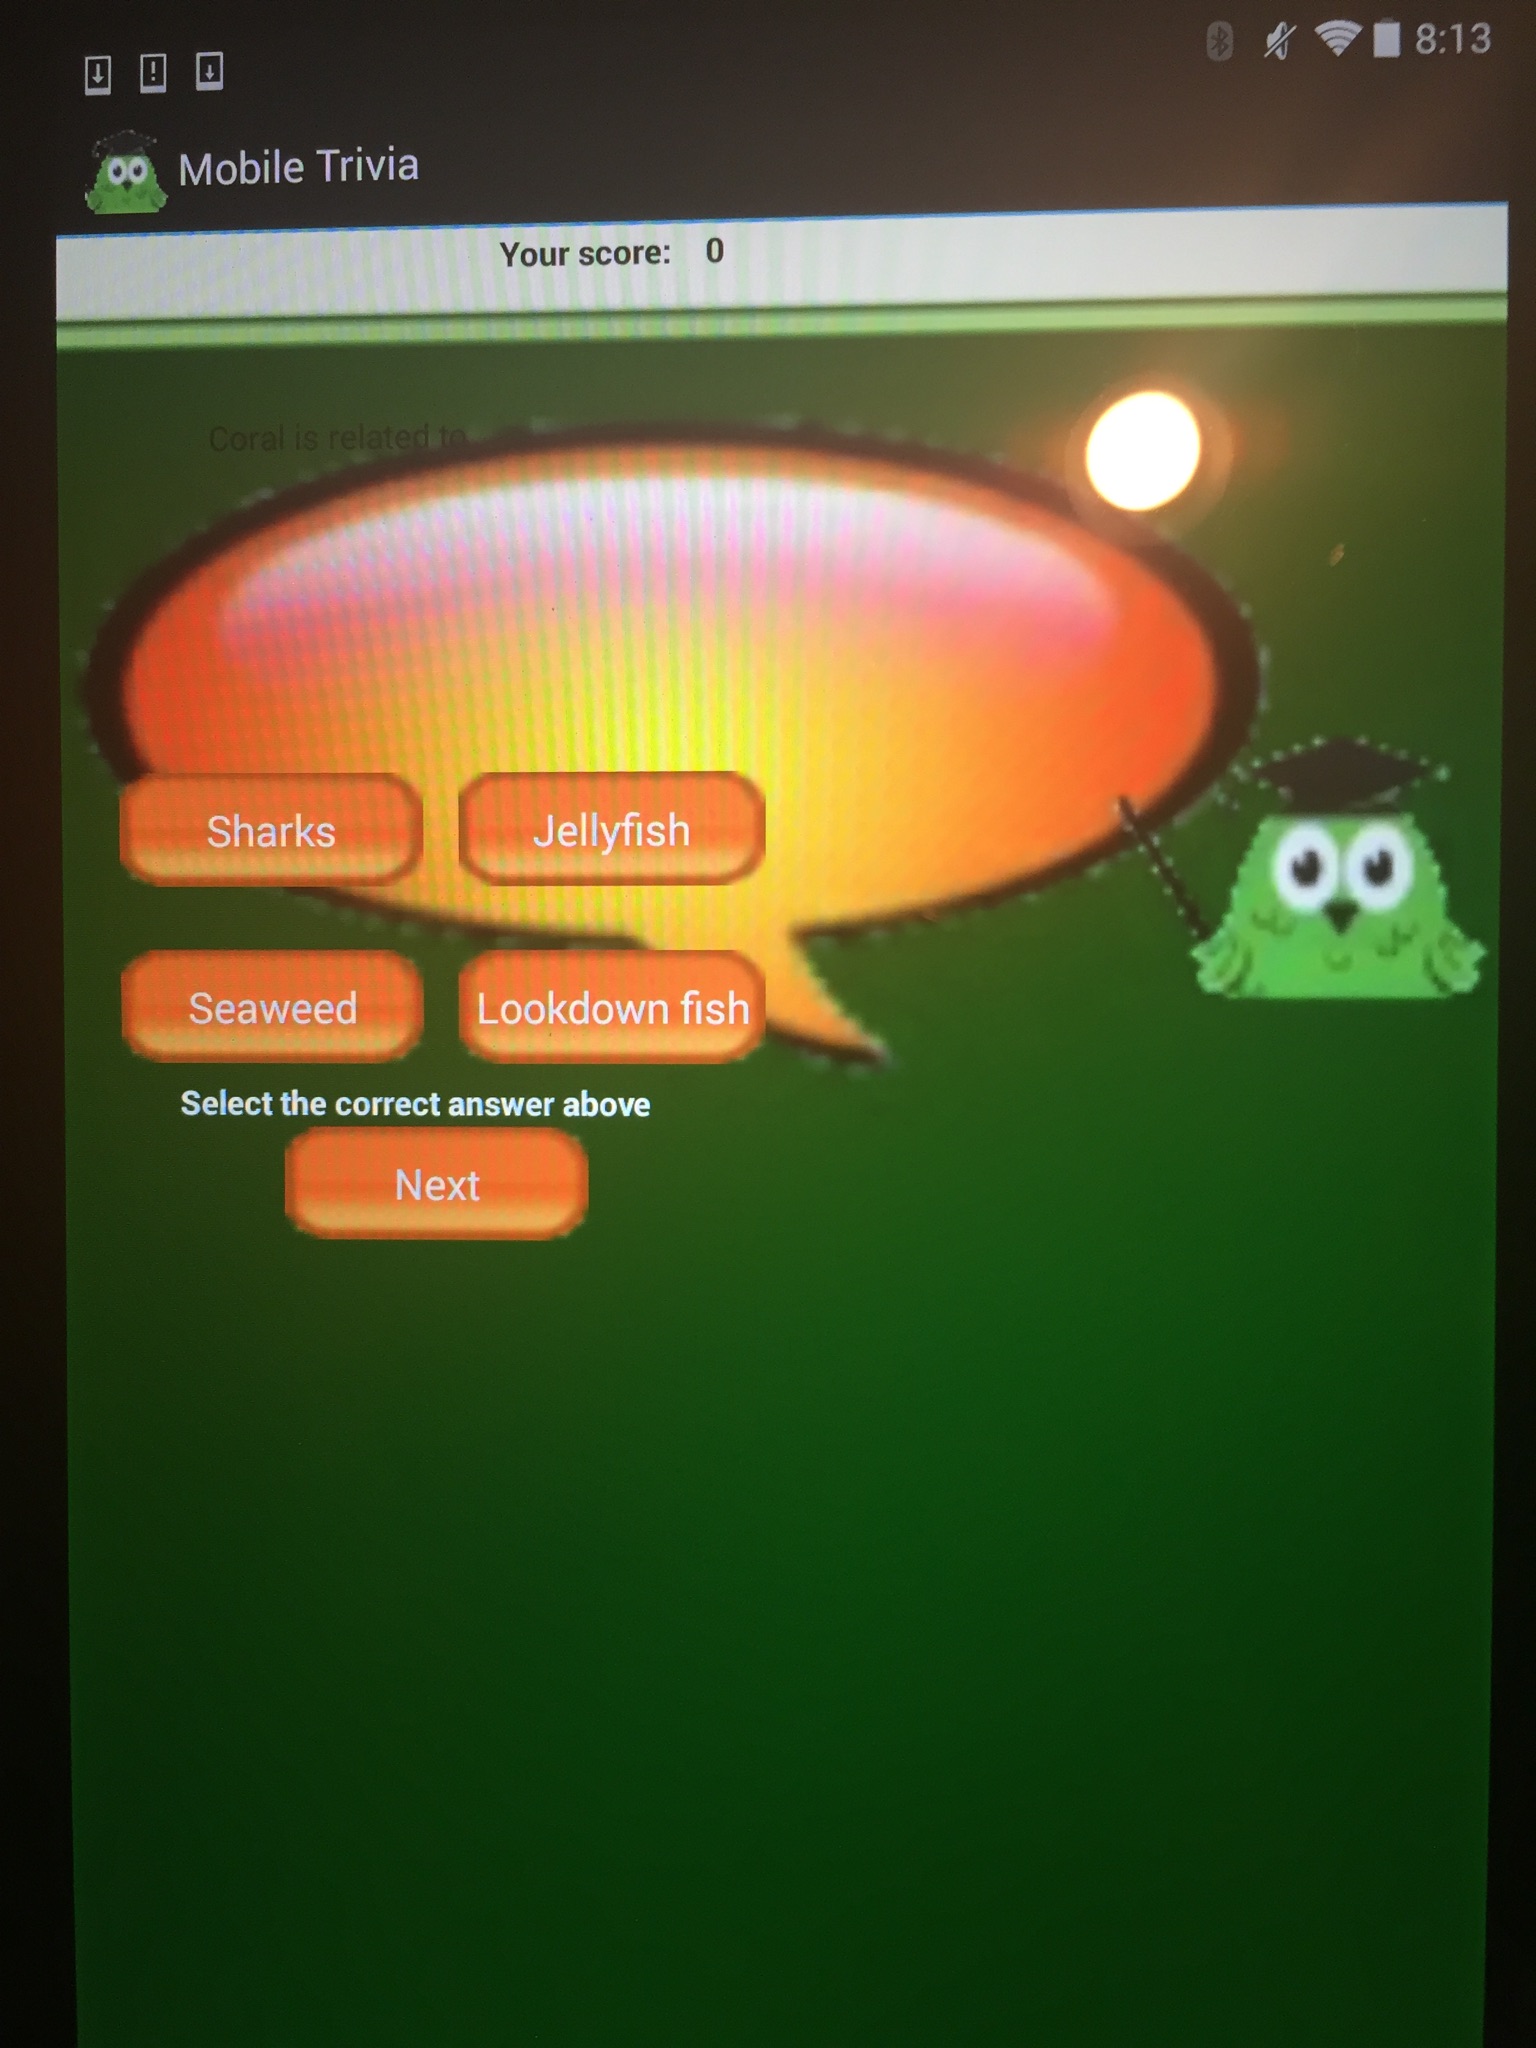 8:13
Mobile Trivia
Your score: 0
Coral is related to
Sharks
Jellyfish
Seaweed
Lookdown fish
Select the correct answer above
Next